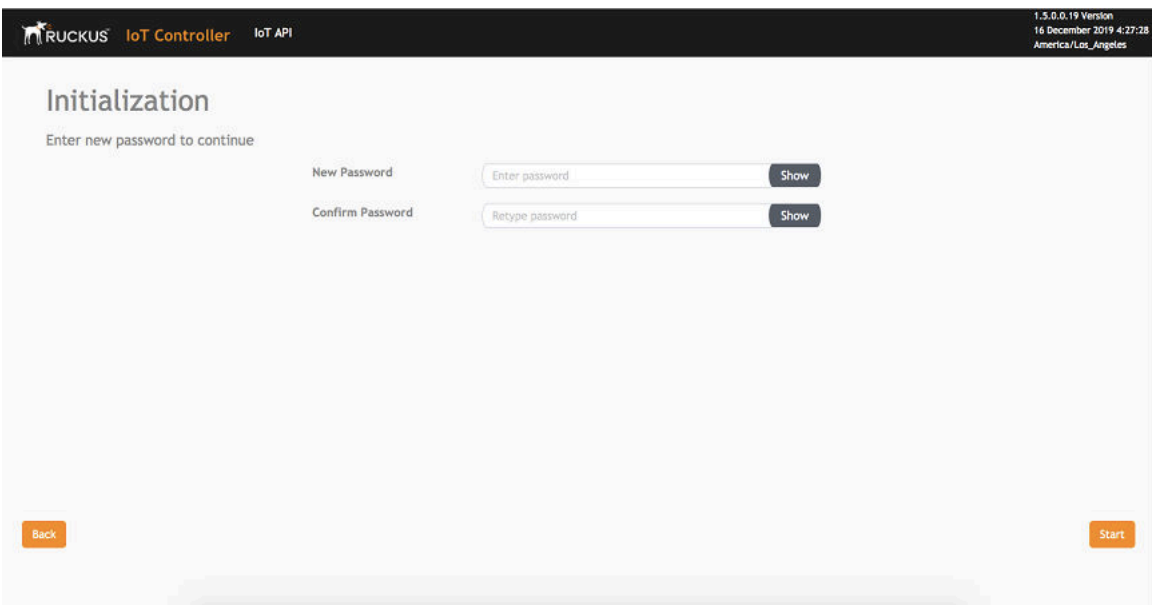 RUCKUS IoT Controller IoT API
1.5.0.0.19 Version
16 December 2019 4:27:28
America/Los_Angeles
Initialization
Enter new password to continue
New Password Enter password Show
Confirm Password Retype password Show
Back Start